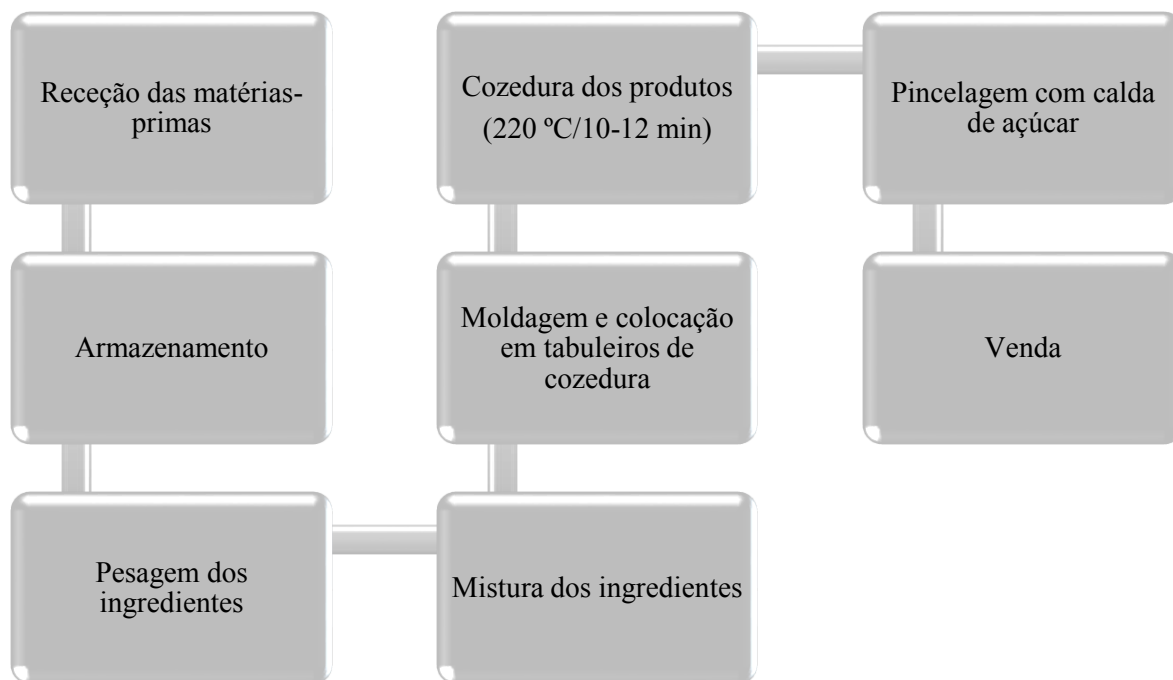 Receção das matérias-
primas
Armazenamento
Pesagem dos
ingredientes
Mistura dos ingredientes
Moldagem e colocação
em tabuleiros de
cozedura
Cozedura dos produtos
(220 ºC/10-12 min)
Pincelagem com calda
de açúcar
Venda